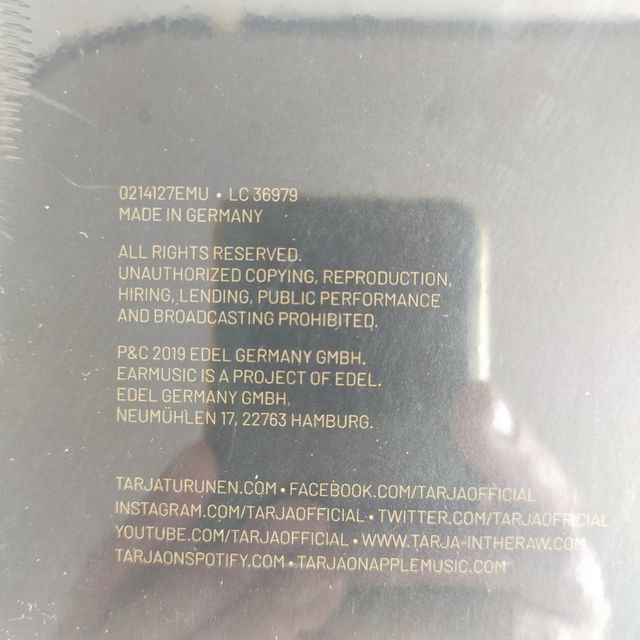 0214127EMU • LC 36979
MADE IN GERMANY
ALL RIGHTS RESERVED.
UNAUTHORIZED COPYING, REPRODUCTION,
HIRING, LENDING, PUBLIC PERFORMANCE
AND BROADCASTING PROHIBITED.
P&C 2019 EDEL GERMANY GMBH.
EARMUSIC IS A PROJECT OF EDEL.
EDEL GERMANY GMBH,
NEUMÜHLEN 17, 22763 HAMBURG.
TARJATURUNEN.COM • FACEBOOK.COM/TARJAOFFICIAL
INSTAGRAM.COM/TARJAOFFICIAL • TWITTER.COM/TARJAOFFICIAL
YOUTUBE.COM/TARJAOFFICIAL • WWW.TARJA-INTHERAW.COM
TARJAONSPOTIFY.COM • TARJAONAPPLEMUSIC.COM